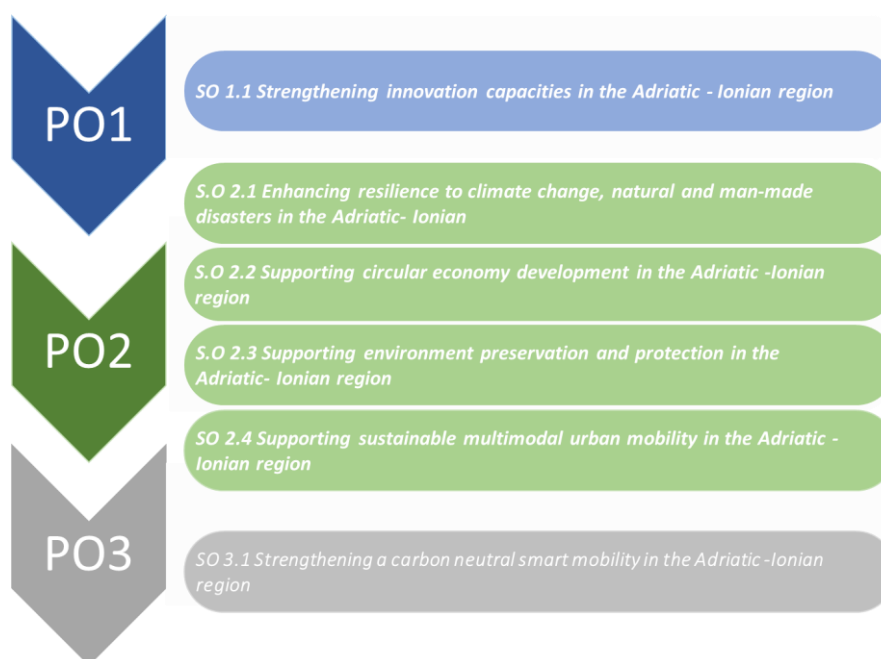 PO1
SO 1.1 Strengthening innovation capacities in the Adriatic - Ionian region
S.O 2.1 Enhancing resilience to climate change, natural and man-made
disasters in the Adriatic- Ionian
PO2
S.O 2.2 Supporting circular economy development in the Adriatic -Ionian
region
S.O 2.3 Supporting environment preservation and protection in the
Adriatic- Ionian region
SO 2.4 Supporting sustainable multimodal urban mobility in the Adriatic -
Ionian region
PO3
SO 3.1 Strengthening a carbon neutral smart mobility in the Adriatic -Ionian
region